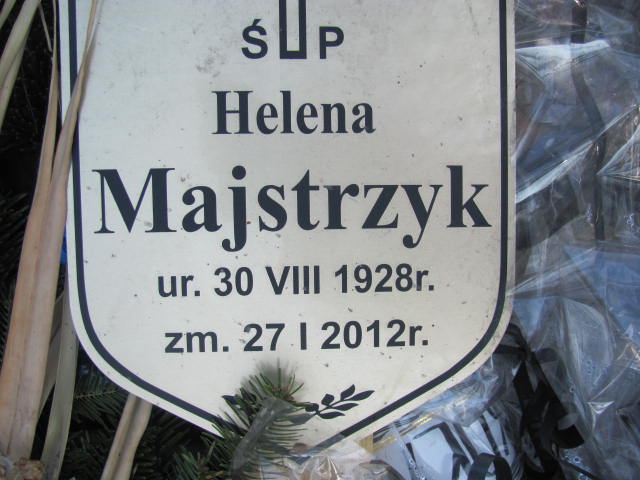 Ś P
Helena
Majstrzyk
ur. 30 VIII 1928r.
zm. 27 I 2012r.